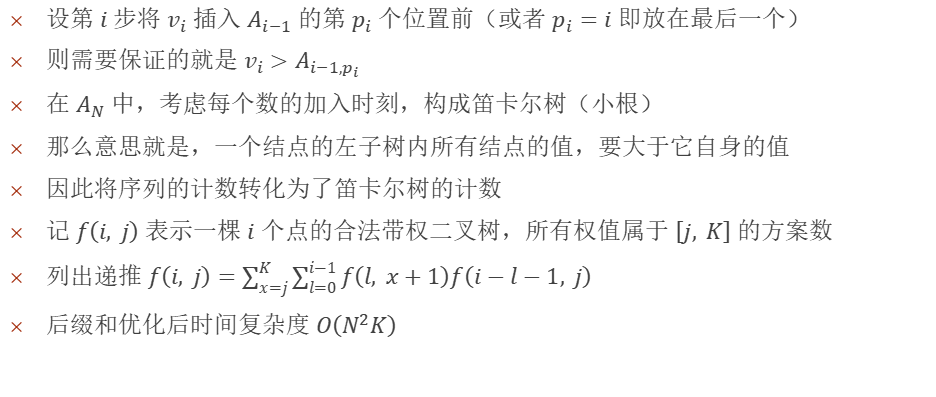 × 设第 i 步将 v_i 插入 A_{i−1} 的第 p_i 个位置前（或者 p_i = i 即放在最后一个）
× 则需要保证的就是 v_i > A_{i−1,p_i}
× 在 A_N 中，考虑每个数的加入时刻，构成笛卡尔树（小根）
× 那么意思就是，一个结点的左子树内所有结点的值，要大于它自身的值
× 因此将序列的计数转化为了笛卡尔树的计数
× 记 f(i, j) 表示一棵 i 个点的合法带权二叉树，所有权值属于 [j, K] 的方案数
× 列出递推 f(i, j) = ∑_{x=j}^{K} ∑_{l=0}^{i−1} f(l, x + 1)f(i − l − 1, j)
× 后缀和优化后时间复杂度 O(N²K)